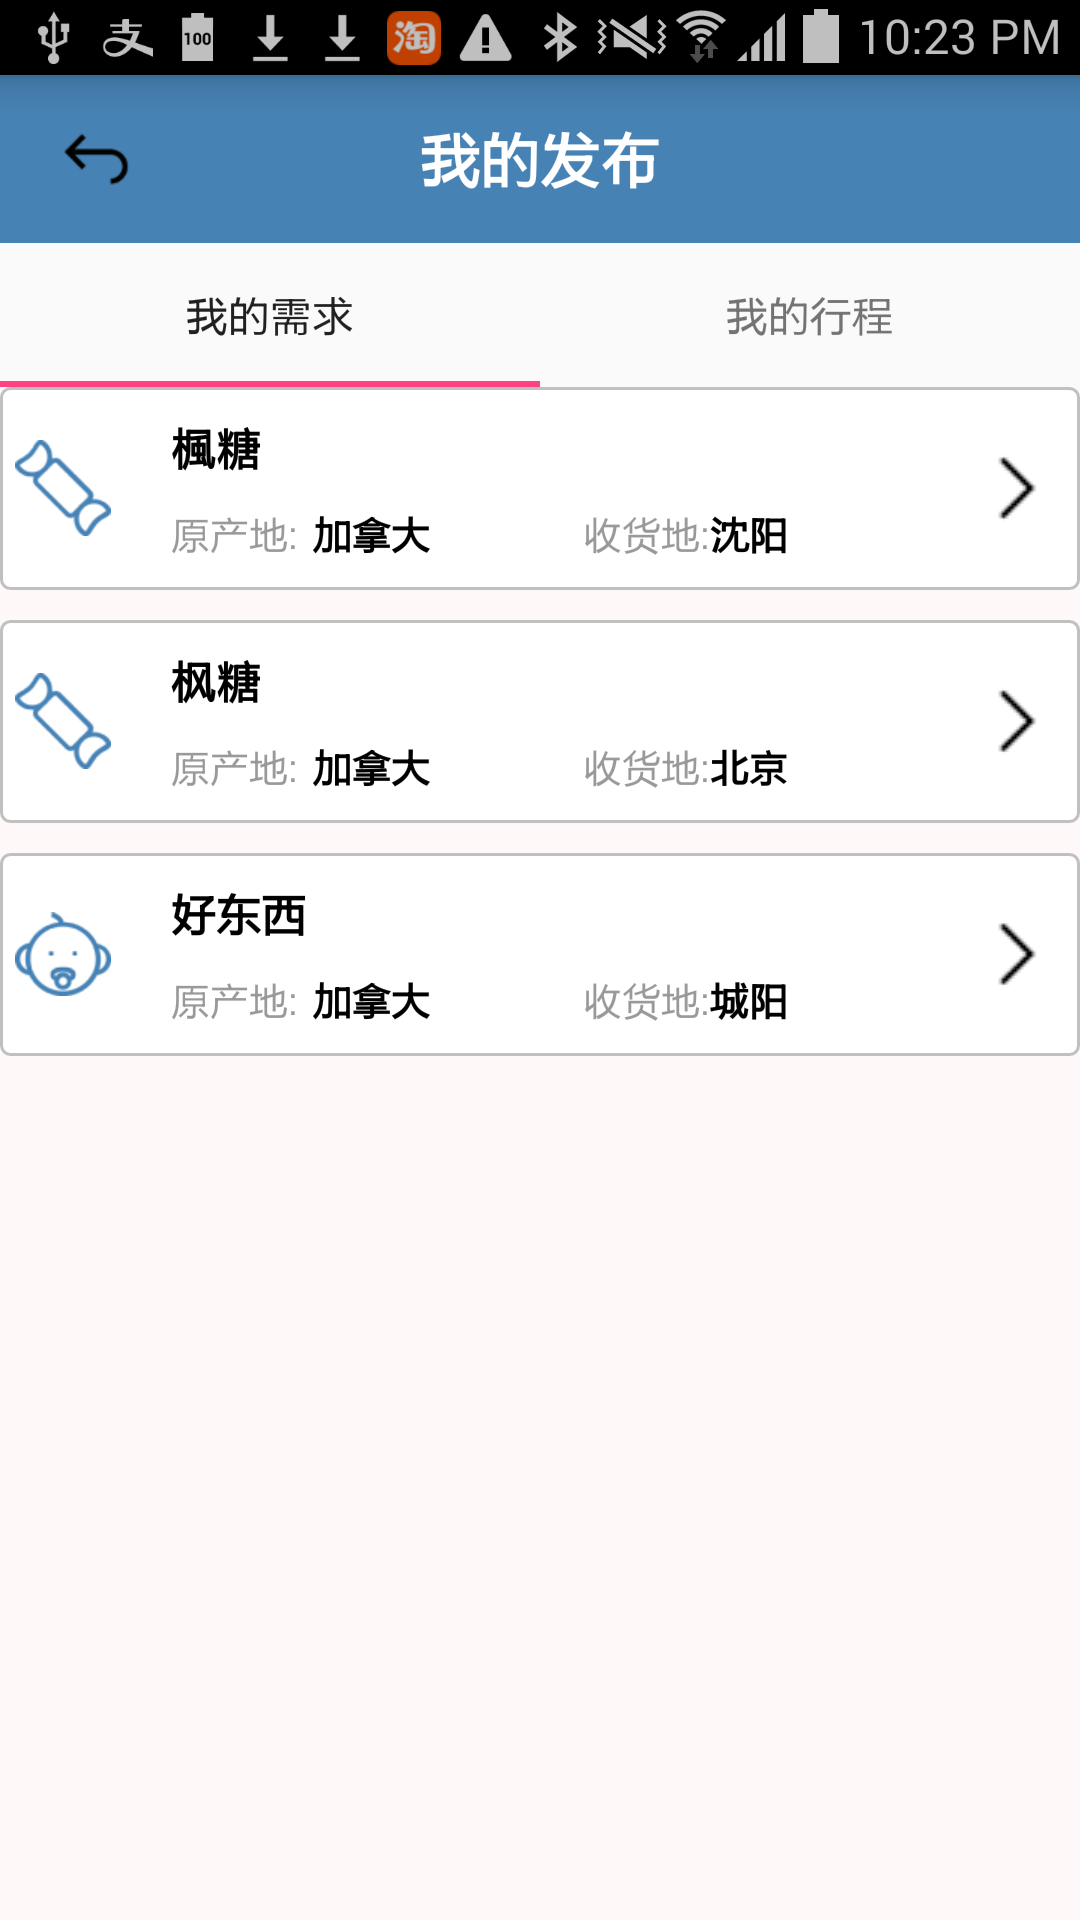 支 100 淘 10:23 PM
我的发布
我的需求 我的行程
楓糖
原产地: 加拿大 收货地:沈阳
枫糖
原产地: 加拿大 收货地:北京
好东西
原产地: 加拿大 收货地:城阳